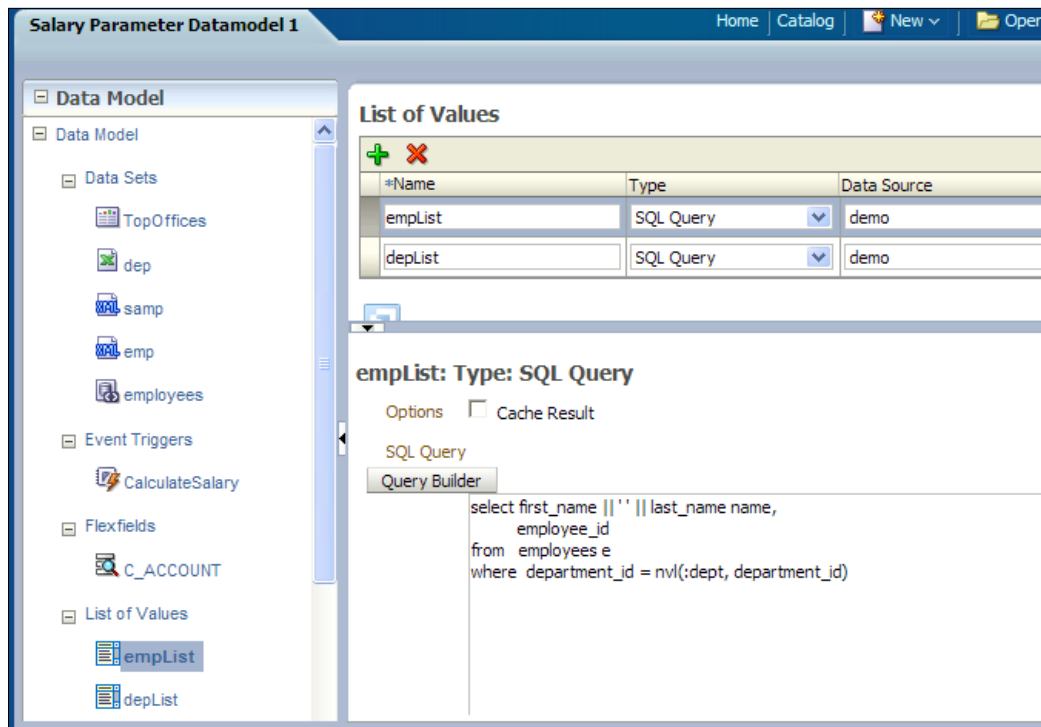 Salary Parameter Datamodel 1
Home Catalog New Open
Data Model
Data Model
Data Sets
TopOffices
dep
samp
emp
employees
Event Triggers
CalculateSalary
Flexfields
C_ACCOUNT
List of Values
empList
depList
List of Values
*Name Type Data Source
empList SQL Query demo
depList SQL Query demo
empList: Type: SQL Query
Options Cache Result
SQL Query
Query Builder
select first_name || ' ' || last_name name,
employee_id
from employees e
where department_id = nvl(:dept, department_id)